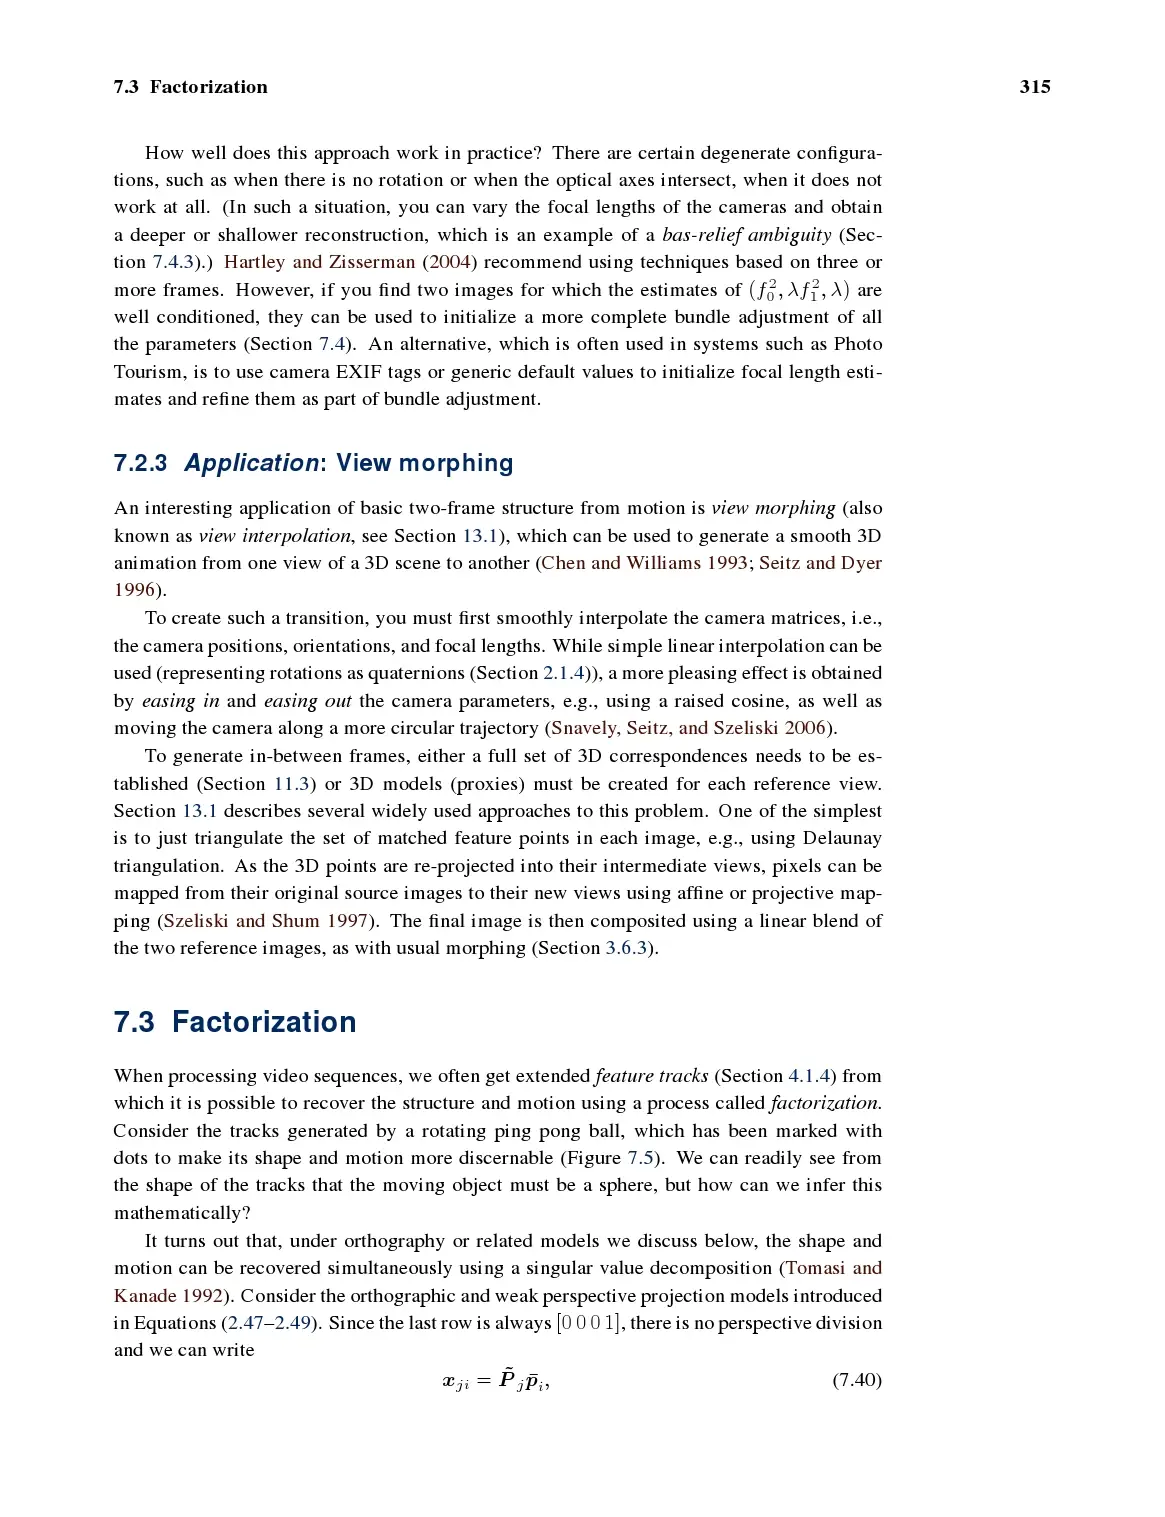 7.3 Factorization 315
How well does this approach work in practice? There are certain degenerate configura-
tions, such as when there is no rotation or when the optical axes intersect, when it does not
work at all. (In such a situation, you can vary the focal lengths of the cameras and obtain
a deeper or shallower reconstruction, which is an example of a bas-relief ambiguity (Sec-
tion 7.4.3).) Hartley and Zisserman (2004) recommend using techniques based on three or
more frames. However, if you find two images for which the estimates of (f₀², λf₁², λ) are
well conditioned, they can be used to initialize a more complete bundle adjustment of all
the parameters (Section 7.4). An alternative, which is often used in systems such as Photo
Tourism, is to use camera EXIF tags or generic default values to initialize focal length esti-
mates and refine them as part of bundle adjustment.
7.2.3 Application: View morphing
An interesting application of basic two-frame structure from motion is view morphing (also
known as view interpolation, see Section 13.1), which can be used to generate a smooth 3D
animation from one view of a 3D scene to another (Chen and Williams 1993; Seitz and Dyer
1996).
To create such a transition, you must first smoothly interpolate the camera matrices, i.e.,
the camera positions, orientations, and focal lengths. While simple linear interpolation can be
used (representing rotations as quaternions (Section 2.1.4)), a more pleasing effect is obtained
by easing in and easing out the camera parameters, e.g., using a raised cosine, as well as
moving the camera along a more circular trajectory (Snavely, Seitz, and Szeliski 2006).
To generate in-between frames, either a full set of 3D correspondences needs to be es-
tablished (Section 11.3) or 3D models (proxies) must be created for each reference view.
Section 13.1 describes several widely used approaches to this problem. One of the simplest
is to just triangulate the set of matched feature points in each image, e.g., using Delaunay
triangulation. As the 3D points are re-projected into their intermediate views, pixels can be
mapped from their original source images to their new views using affine or projective map-
ping (Szeliski and Shum 1997). The final image is then composited using a linear blend of
the two reference images, as with usual morphing (Section 3.6.3).
7.3 Factorization
When processing video sequences, we often get extended feature tracks (Section 4.1.4) from
which it is possible to recover the structure and motion using a process called factorization.
Consider the tracks generated by a rotating ping pong ball, which has been marked with
dots to make its shape and motion more discernable (Figure 7.5). We can readily see from
the shape of the tracks that the moving object must be a sphere, but how can we infer this
mathematically?
It turns out that, under orthography or related models we discuss below, the shape and
motion can be recovered simultaneously using a singular value decomposition (Tomasi and
Kanade 1992). Consider the orthographic and weak perspective projection models introduced
in Equations (2.47–2.49). Since the last row is always [0 0 0 1], there is no perspective division
and we can write
x_ji = P̃_j p̄_i, (7.40)